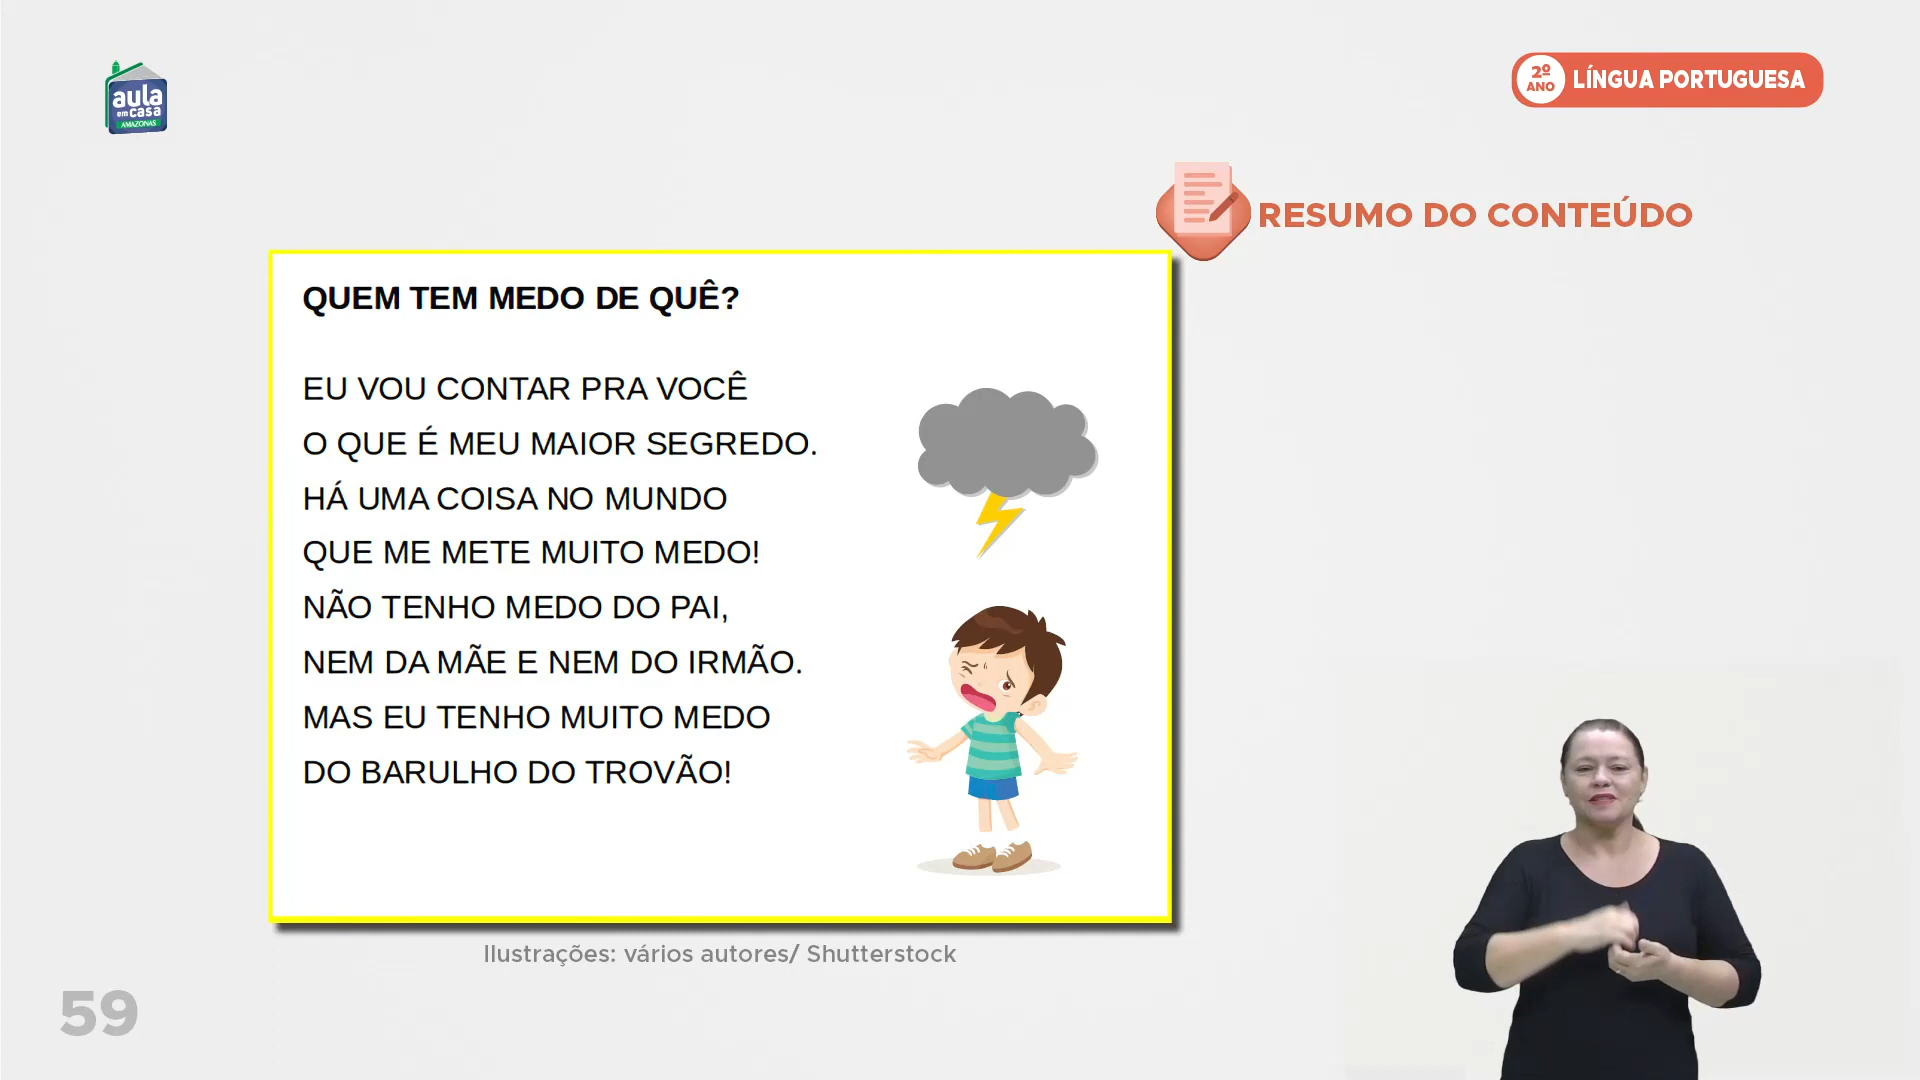 aula
em casa
AMAZONAS
2º
ANO
LÍNGUA PORTUGUESA
RESUMO DO CONTEÚDO
QUEM TEM MEDO DE QUÊ?
EU VOU CONTAR PRA VOCÊ
O QUE É MEU MAIOR SEGREDO.
HÁ UMA COISA NO MUNDO
QUE ME METE MUITO MEDO!
NÃO TENHO MEDO DO PAI,
NEM DA MÃE E NEM DO IRMÃO.
MAS EU TENHO MUITO MEDO
DO BARULHO DO TROVÃO!
Ilustrações: vários autores/ Shutterstock
59